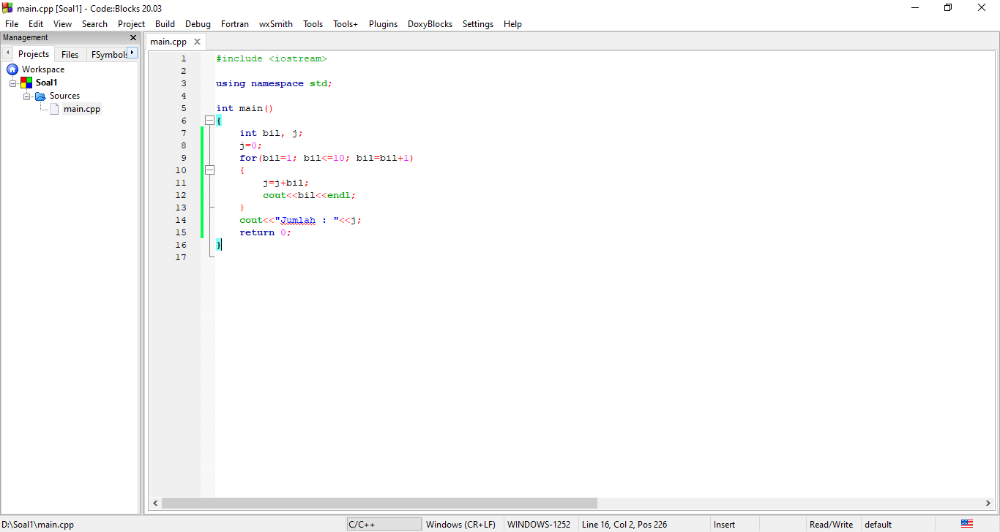 main.cpp [Soal1] - Code::Blocks 20.03
File Edit View Search Project Build Debug Fortran wxSmith Tools Tools+ Plugins DoxyBlocks Settings Help
Management
main.cpp
Projects Files FSymbols
Workspace
Soal1
Sources
main.cpp
1 #include <iostream>
2
3 using namespace std;
4
5 int main()
6 {
7 int bil, j;
8 j=0;
9 for(bil=1; bil<=10; bil=bil+1)
10 {
11 j=j+bil;
12 cout<<bil<<endl;
13 }
14 cout<<"Jumlah : "<<j;
15 return 0;
16 }
17
D:\Soal1\main.cpp C/C++ Windows (CR+LF) WINDOWS-1252 Line 16, Col 2, Pos 226 Insert Read/Write default